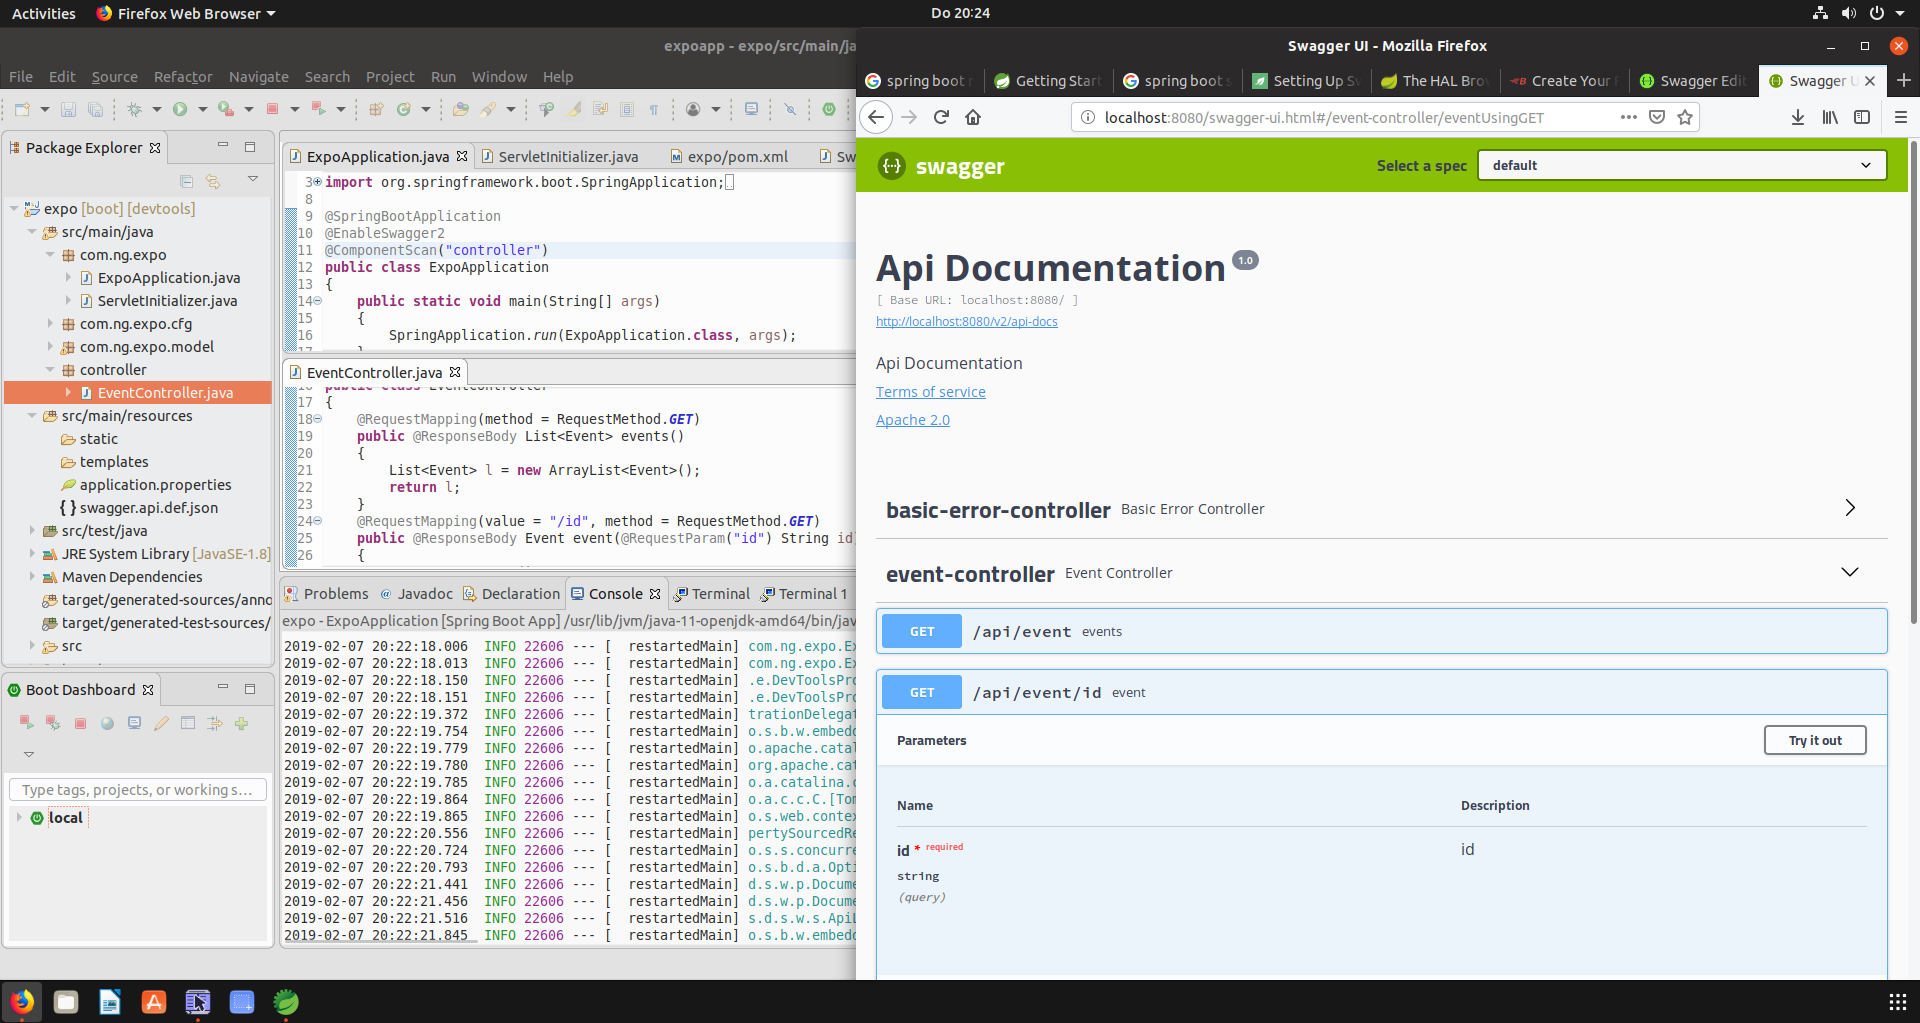 Activities Firefox Web Browser Do 20:24
expoapp - expo/src/main/ja
File Edit Source Refactor Navigate Search Project Run Window Help
Package Explorer
expo [boot] [devtools]
src/main/java
com.ng.expo
ExpoApplication.java
ServletInitializer.java
com.ng.expo.cfg
com.ng.expo.model
controller
EventController.java
src/main/resources
static
templates
application.properties
swagger.api.def.json
src/test/java
JRE System Library [JavaSE-1.8]
Maven Dependencies
target/generated-sources/anno
target/generated-test-sources/
src
Boot Dashboard
Type tags, projects, or working s...
local
ExpoApplication.java ServletInitializer.java expo/pom.xml Sw
3 import org.springframework.boot.SpringApplication;
8
9 @SpringBootApplication
10 @EnableSwagger2
11 @ComponentScan("controller")
12 public class ExpoApplication
13 {
14 public static void main(String[] args)
15 {
16 SpringApplication.run(ExpoApplication.class, args);
17 }
EventController.java
16 public class EventController
17 {
18 @RequestMapping(method = RequestMethod.GET)
19 public @ResponseBody List<Event> events()
20 {
21 List<Event> l = new ArrayList<Event>();
22 return l;
23 }
24 @RequestMapping(value = "/id", method = RequestMethod.GET)
25 public @ResponseBody Event event(@RequestParam("id") String id)
26 {
Problems Javadoc Declaration Console Terminal Terminal 1
expo - ExpoApplication [Spring Boot App] /usr/lib/jvm/java-11-openjdk-amd64/bin/jav
2019-02-07 20:22:18.006 INFO 22606 --- [ restartedMain] com.ng.expo.Ex
2019-02-07 20:22:18.013 INFO 22606 --- [ restartedMain] com.ng.expo.Ex
2019-02-07 20:22:18.150 INFO 22606 --- [ restartedMain] .e.DevToolsPro
2019-02-07 20:22:18.151 INFO 22606 --- [ restartedMain] .e.DevToolsPro
2019-02-07 20:22:19.372 INFO 22606 --- [ restartedMain] trationDelegat
2019-02-07 20:22:19.754 INFO 22606 --- [ restartedMain] o.s.b.w.embedd
2019-02-07 20:22:19.779 INFO 22606 --- [ restartedMain] o.apache.catal
2019-02-07 20:22:19.780 INFO 22606 --- [ restartedMain] org.apache.cat
2019-02-07 20:22:19.785 INFO 22606 --- [ restartedMain] o.a.catalina.c
2019-02-07 20:22:19.864 INFO 22606 --- [ restartedMain] o.a.c.c.C.[Tom
2019-02-07 20:22:19.865 INFO 22606 --- [ restartedMain] o.s.web.contex
2019-02-07 20:22:20.556 INFO 22606 --- [ restartedMain] pertySourcedRe
2019-02-07 20:22:20.724 INFO 22606 --- [ restartedMain] o.s.s.concurre
2019-02-07 20:22:20.793 INFO 22606 --- [ restartedMain] o.s.b.d.a.Opti
2019-02-07 20:22:21.441 INFO 22606 --- [ restartedMain] d.s.w.p.Docume
2019-02-07 20:22:21.456 INFO 22606 --- [ restartedMain] d.s.w.p.Docume
2019-02-07 20:22:21.516 INFO 22606 --- [ restartedMain] s.d.s.w.s.ApiL
2019-02-07 20:22:21.845 INFO 22606 --- [ restartedMain] o.s.b.w.embedd
Swagger UI - Mozilla Firefox
spring boot r Getting Start spring boot s Setting Up Sw The HAL Brow Create Your F Swagger Edit Swagger U
localhost:8080/swagger-ui.html#/event-controller/eventUsingGET
swagger
Select a spec default
Api Documentation 1.0
[ Base URL: localhost:8080/ ]
http://localhost:8080/v2/api-docs
Api Documentation
Terms of service
Apache 2.0
basic-error-controller Basic Error Controller
event-controller Event Controller
GET /api/event events
GET /api/event/id event
Parameters Try it out
Name Description
id * required id
string
(query)